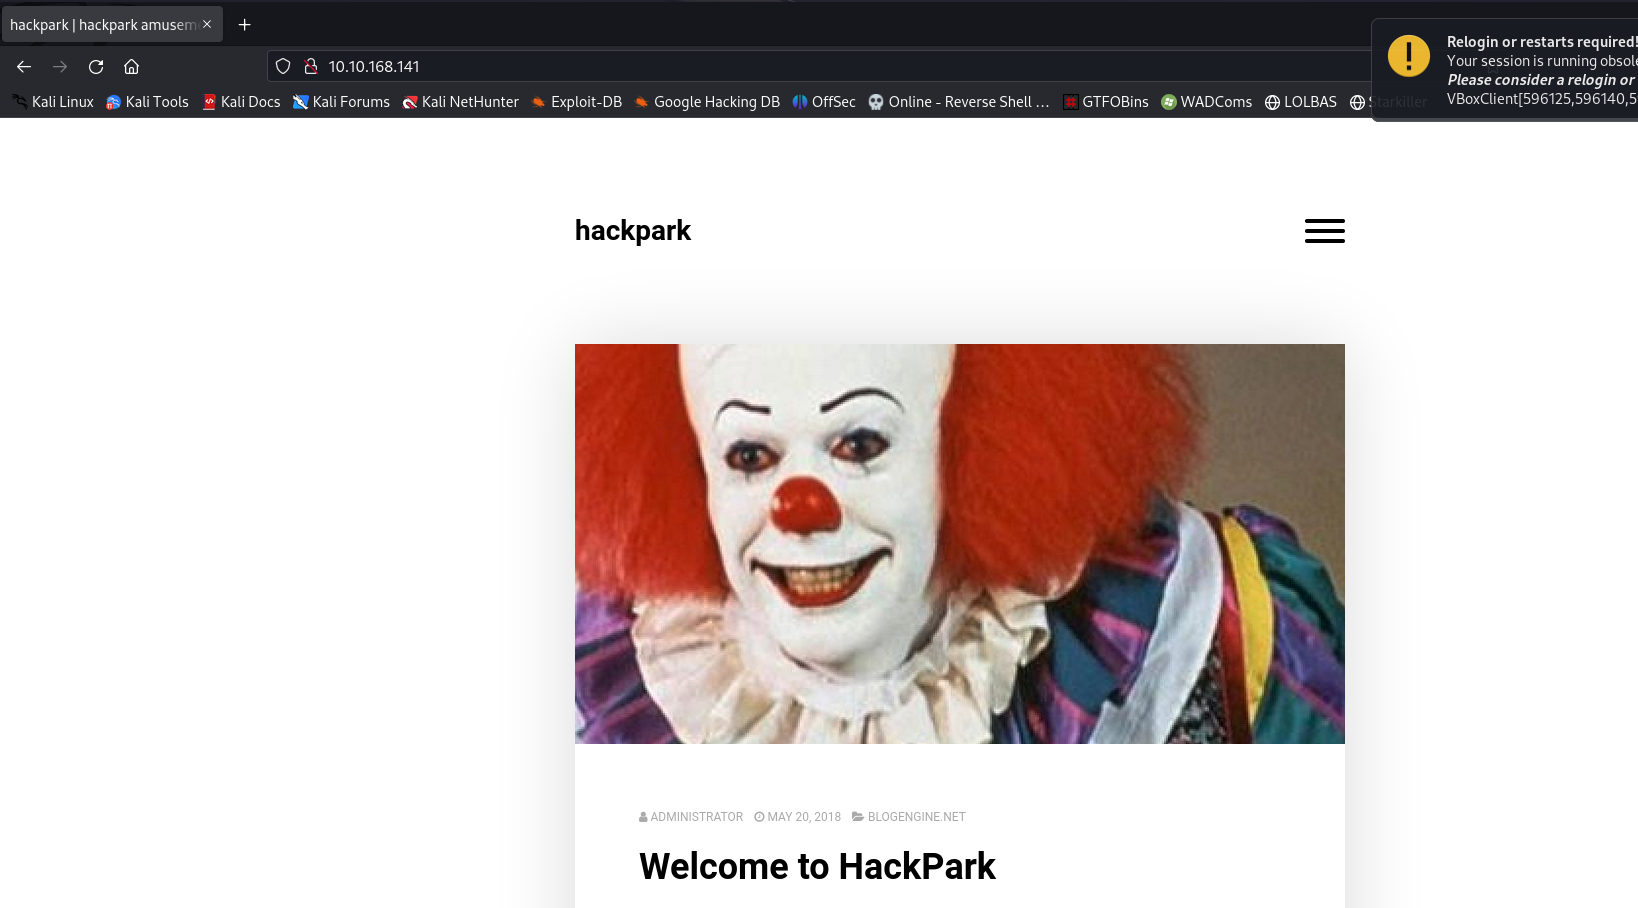 hackpark | hackpark amusem
10.10.168.141
Kali Linux Kali Tools Kali Docs Kali Forums Kali NetHunter Exploit-DB Google Hacking DB OffSec Online - Reverse Shell … GTFOBins WADComs LOLBAS Starkiller
Relogin or restarts required!
Your session is running obsole
Please consider a relogin or
VBoxClient[596125,596140,5
hackpark
ADMINISTRATOR MAY 20, 2018 BLOGENGINE.NET
Welcome to HackPark